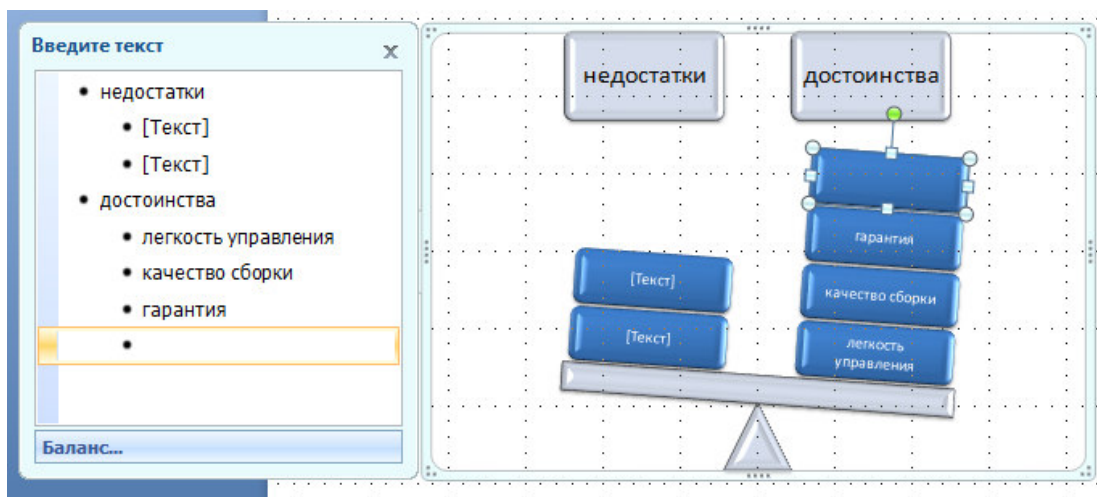 Введите текст
x
• недостатки
• [Текст]
• [Текст]
• достоинства
• легкость управления
• качество сборки
• гарантия
•
Баланс...
недостатки
достоинства
гарантия
[Текст]
качество сборки
[Текст]
легкость
управления